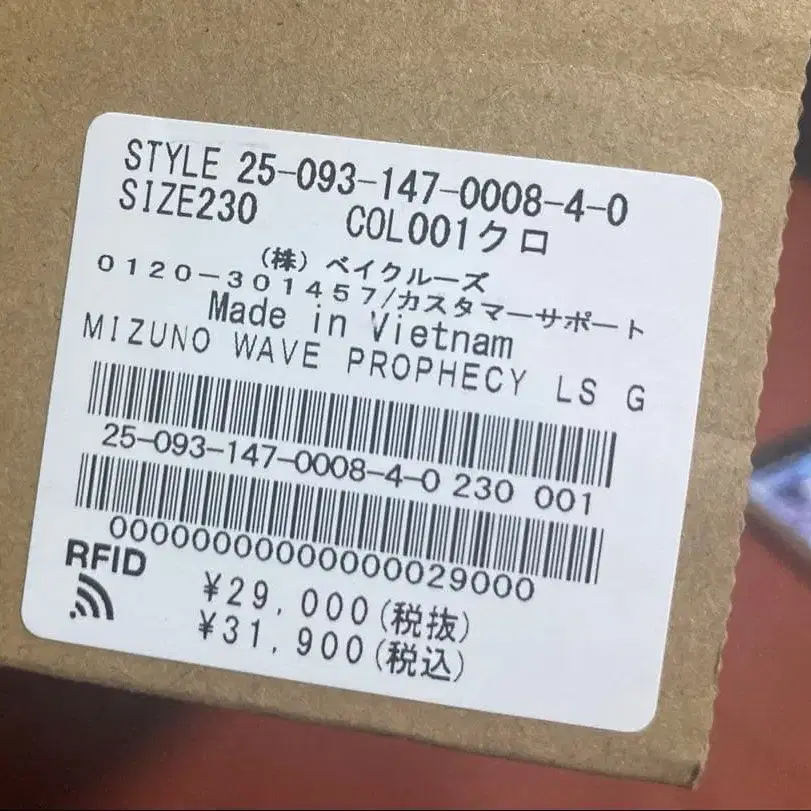 STYLE 25-093-147-0008-4-0
SIZE230 COL001クロ
(株) ベイクルーズ
0120-301457/カスタマーサポート
Made in Vietnam
MIZUNO WAVE PROPHECY LS G
25-093-147-0008-4-0 230 001
00000000000000029000
RFID
¥29,000(税抜)
¥31,900(税込)